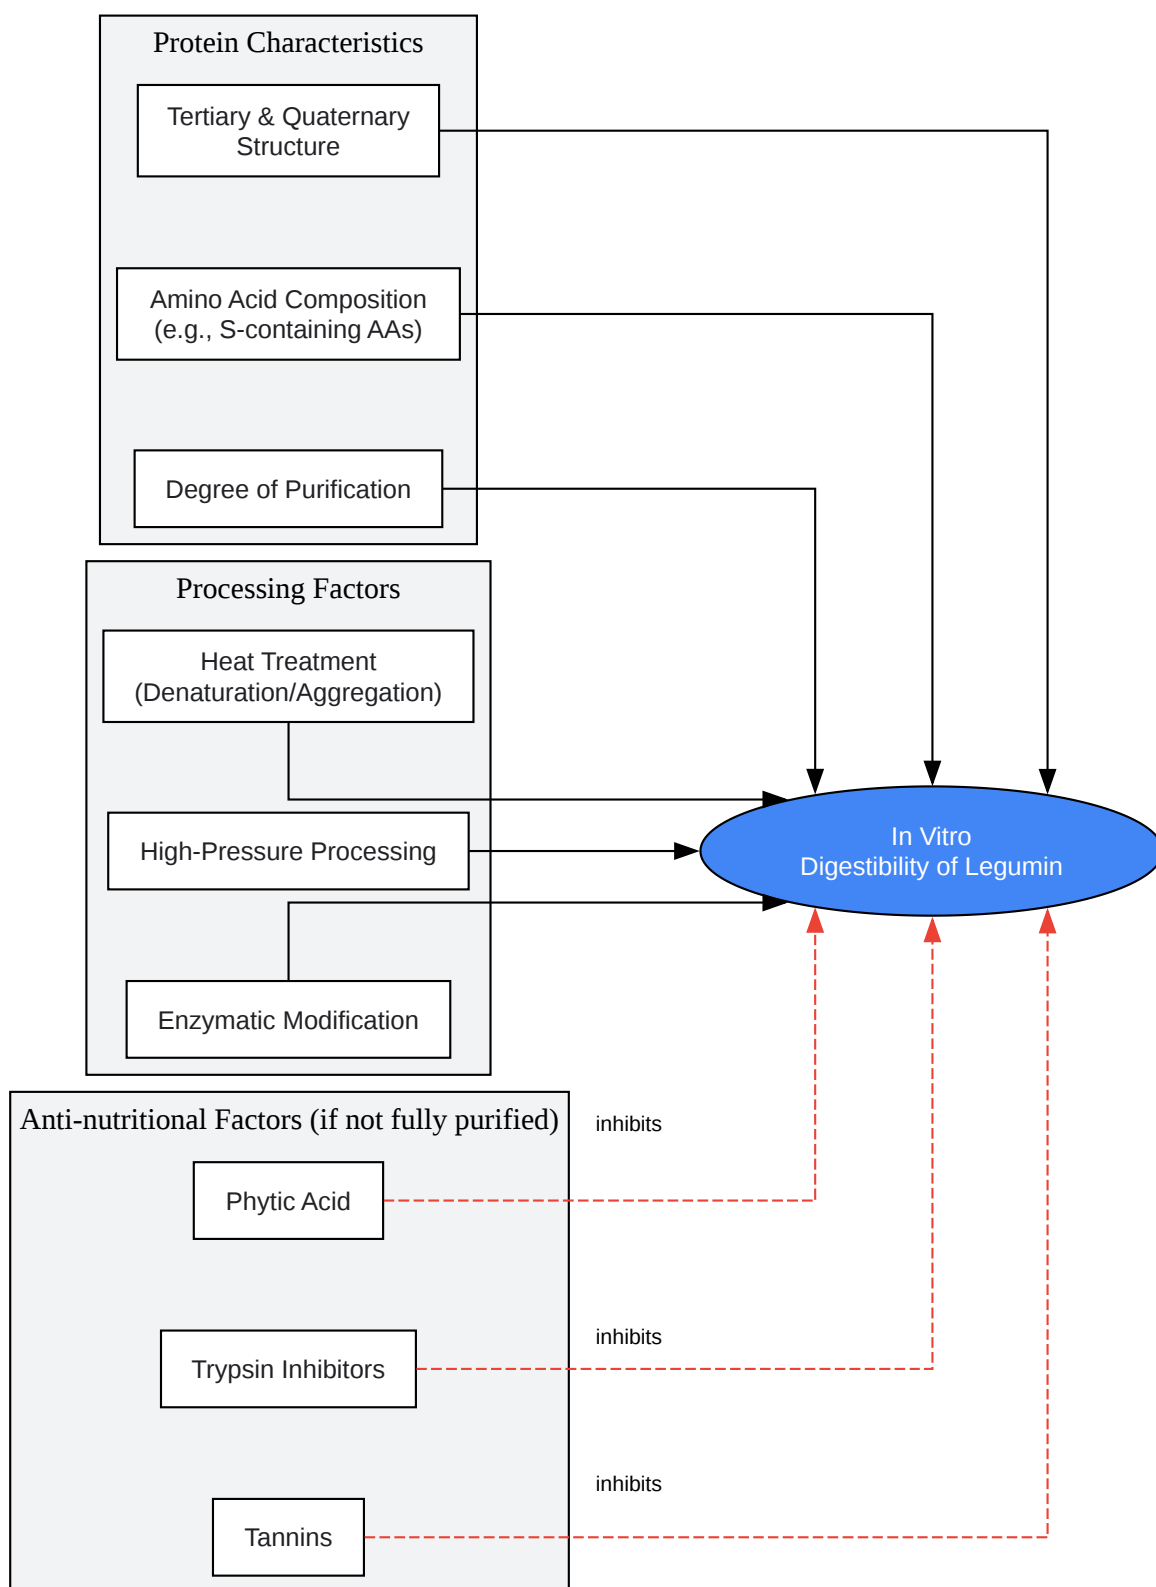 Protein Characteristics
Tertiary & Quaternary
Structure
Amino Acid Composition
(e.g., S-containing AAs)
Degree of Purification
Processing Factors
Heat Treatment
(Denaturation/Aggregation)
High-Pressure Processing
Enzymatic Modification
In Vitro
Digestibility of Legumin
Anti-nutritional Factors (if not fully purified)
inhibits
Phytic Acid
inhibits
Trypsin Inhibitors
inhibits
Tannins